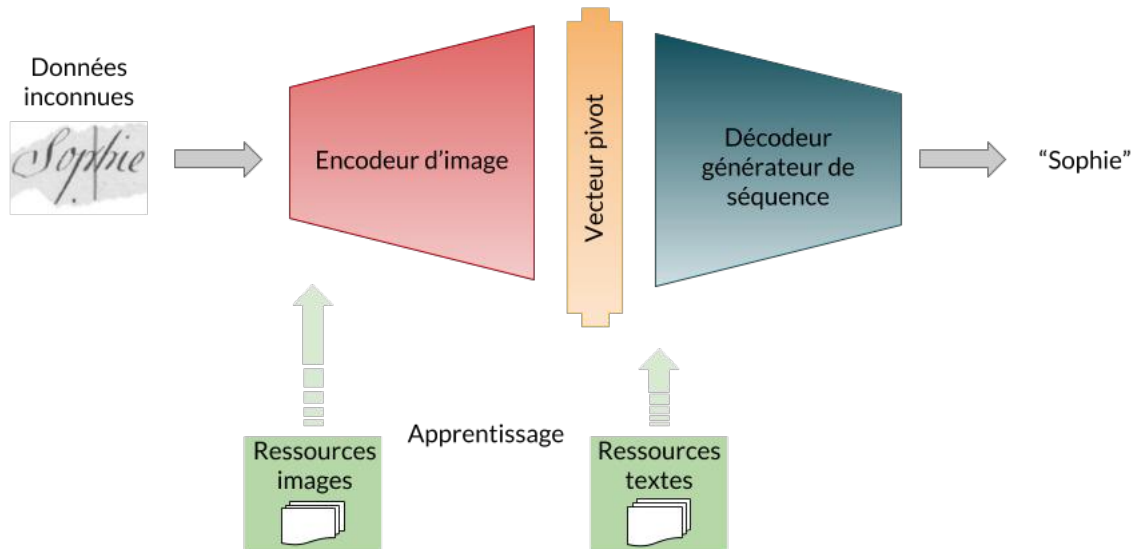 Données
inconnues
Sophie
Encodeur d’image
Vecteur pivot
Décodeur
générateur de
séquence
“Sophie”
Apprentissage
Ressources
images
Ressources
textes